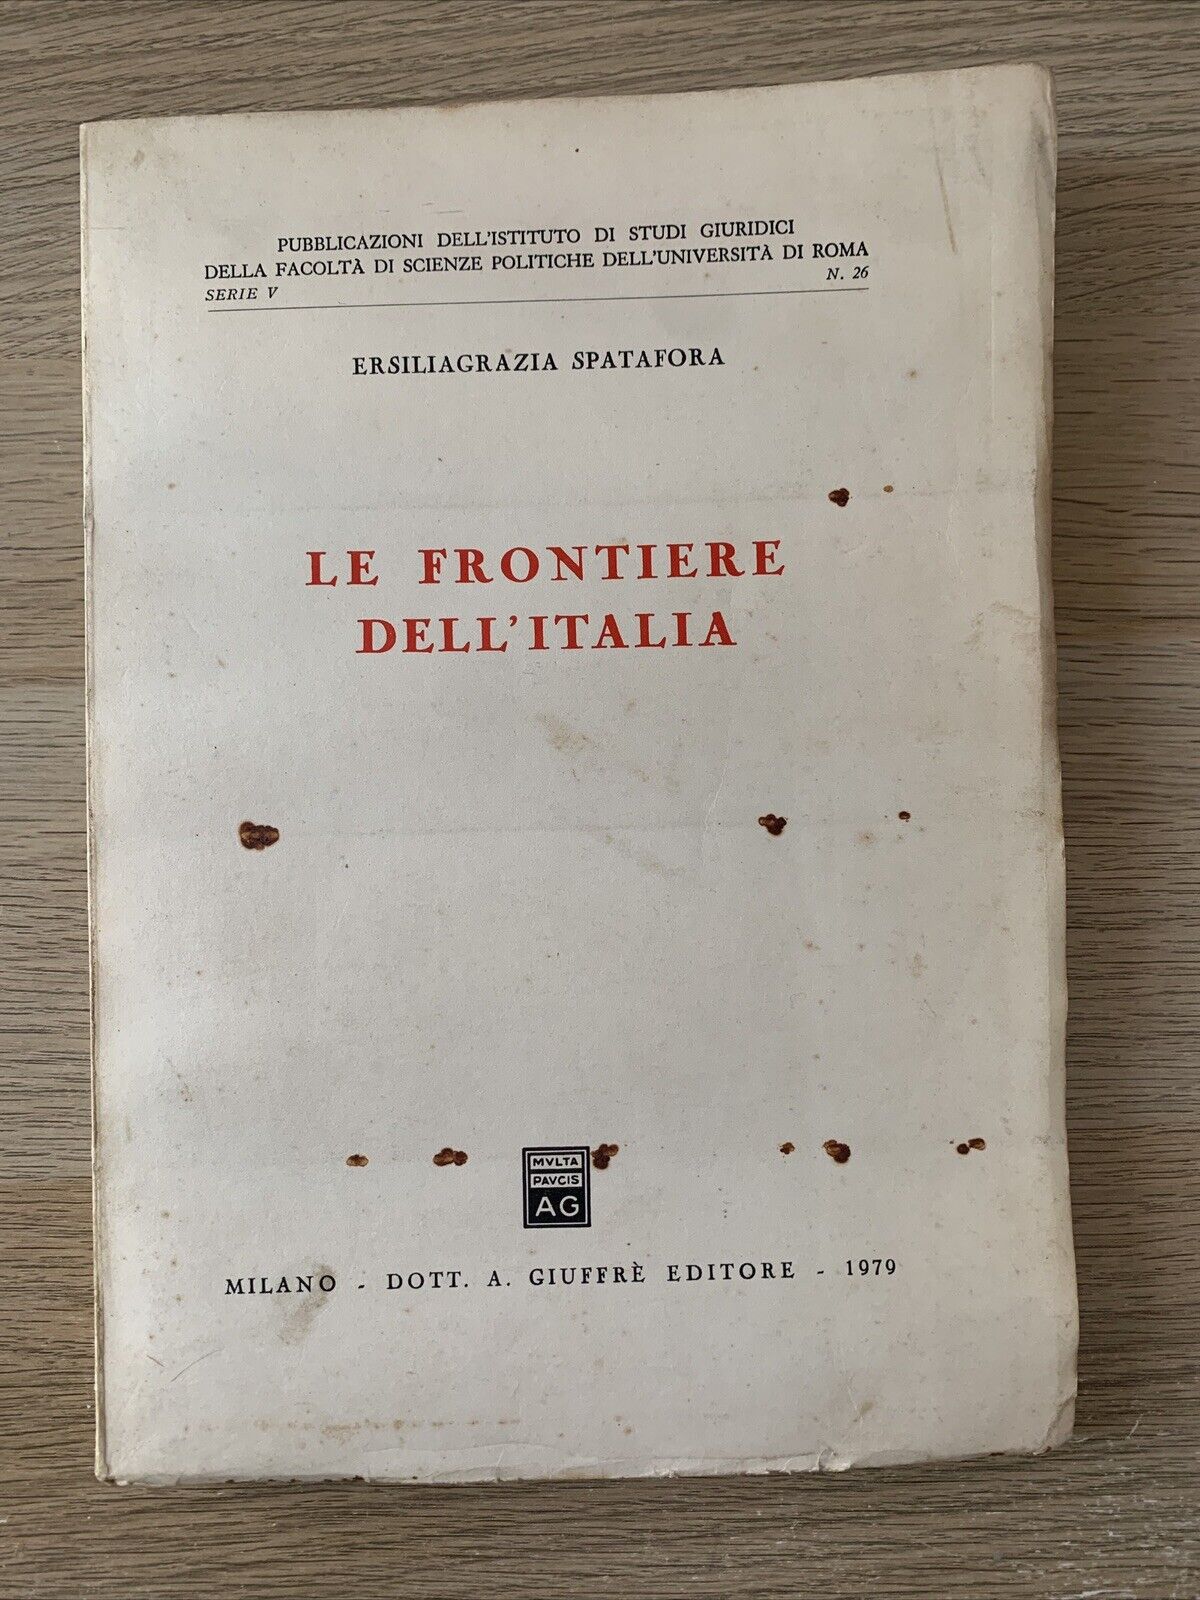 PUBBLICAZIONI DELL'ISTITUTO DI STUDI GIURIDICI
DELLA FACOLTÀ DI SCIENZE POLITICHE DELL'UNIVERSITÀ DI ROMA
SERIE V N. 26
ERSILIAGRAZIA SPATAFORA
LE FRONTIERE
DELL'ITALIA
MVLTA
PAVCIS
AG
MILANO - DOTT. A. GIUFFRÈ EDITORE - 1979